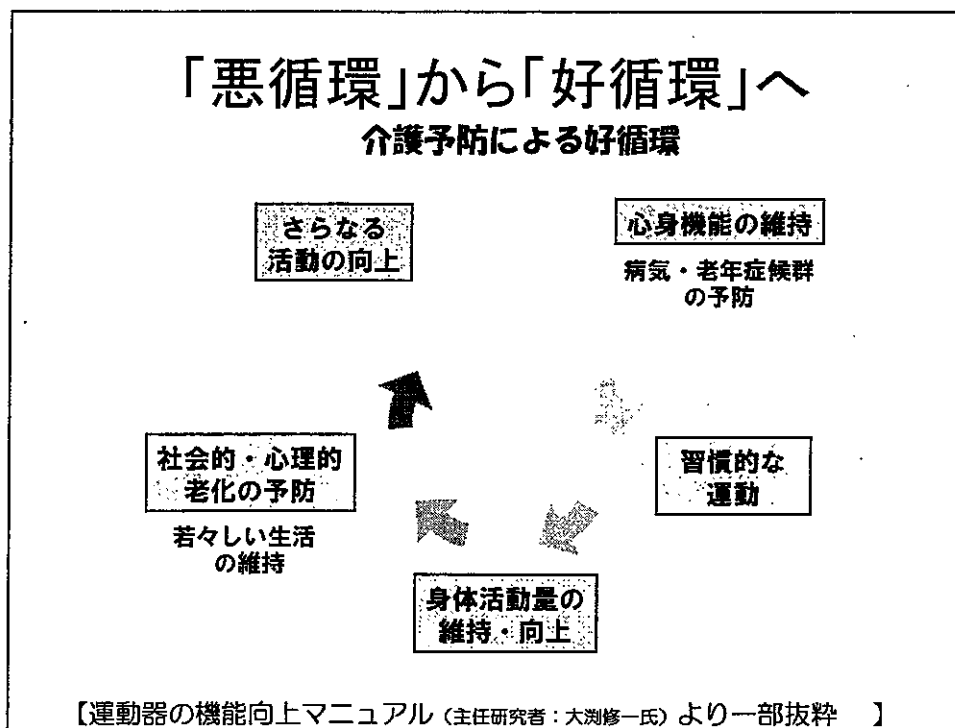 「悪循環」から「好循環」へ
介護予防による好循環
さらなる
活動の向上
心身機能の維持
病気・老年症候群
の予防
社会的・心理的
老化の予防
若々しい生活
の維持
習慣的な
運動
身体活動量の
維持・向上
【運動器の機能向上マニュアル（主任研究者：大渕修一氏）より一部抜粋　】